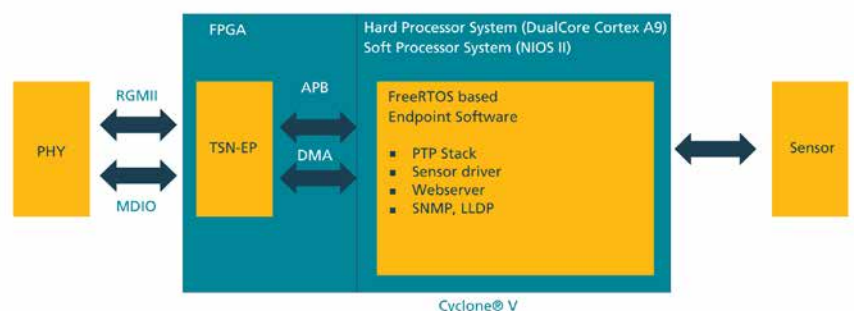 FPGA
Hard Processor System (DualCore Cortex A9)
Soft Processor System (NIOS II)
PHY
RGMII
MDIO
TSN-EP
APB
DMA
FreeRTOS based
Endpoint Software
▪ PTP Stack
▪ Sensor driver
▪ Webserver
▪ SNMP, LLDP
Sensor
Cyclone® V